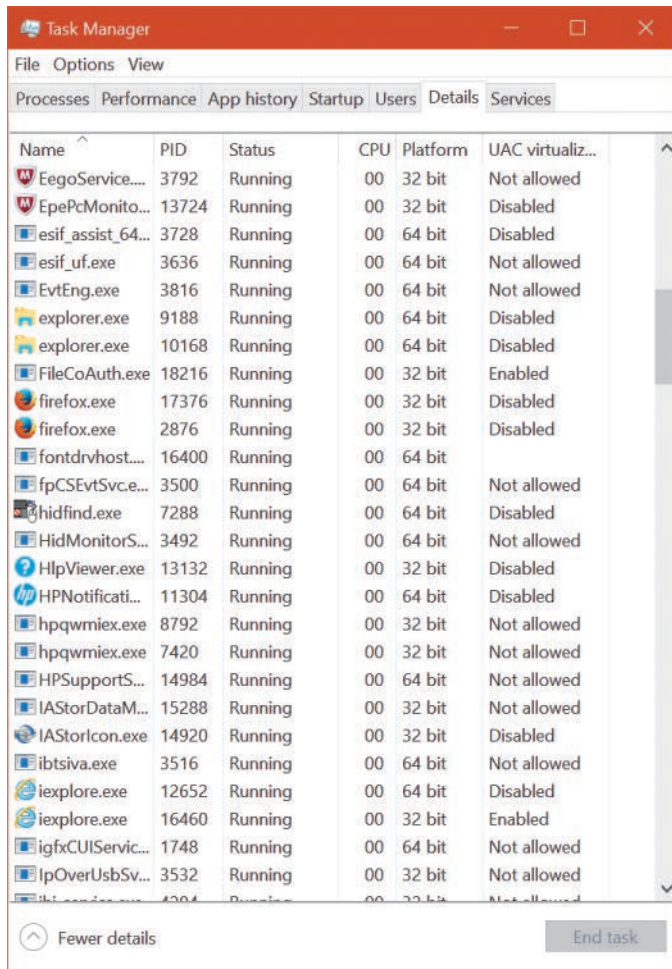 Task Manager
File Options View
Processes Performance App history Startup Users Details Services
Name PID Status CPU Platform UAC virtualiz...
EegoService.... 3792 Running 00 32 bit Not allowed
EpePcMonito... 13724 Running 00 32 bit Disabled
esif_assist_64... 3728 Running 00 64 bit Disabled
esif_uf.exe 3636 Running 00 64 bit Not allowed
EvtEng.exe 3816 Running 00 64 bit Not allowed
explorer.exe 9188 Running 00 64 bit Disabled
explorer.exe 10168 Running 00 64 bit Disabled
FileCoAuth.exe 18216 Running 00 32 bit Enabled
firefox.exe 17376 Running 00 32 bit Disabled
firefox.exe 2876 Running 00 32 bit Disabled
fontdrvhost.... 16400 Running 00 64 bit
fpCSEvtSvc.e... 3500 Running 00 64 bit Not allowed
hidfind.exe 7288 Running 00 64 bit Disabled
HidMonitorS... 3492 Running 00 64 bit Not allowed
HlpViewer.exe 13132 Running 00 32 bit Disabled
HPNotificati... 11304 Running 00 64 bit Disabled
hpqwmiex.exe 8792 Running 00 32 bit Not allowed
hpqwmiex.exe 7420 Running 00 32 bit Not allowed
HPSupportS... 14984 Running 00 64 bit Not allowed
IAStorDataM... 15288 Running 00 32 bit Not allowed
IAStorIcon.exe 14920 Running 00 32 bit Disabled
ibtsiva.exe 3516 Running 00 64 bit Not allowed
iexplore.exe 12652 Running 00 64 bit Disabled
iexplore.exe 16460 Running 00 32 bit Enabled
igfxCUIServic... 1748 Running 00 64 bit Not allowed
IpOverUsbSv... 3532 Running 00 32 bit Not allowed
Fewer details
End task